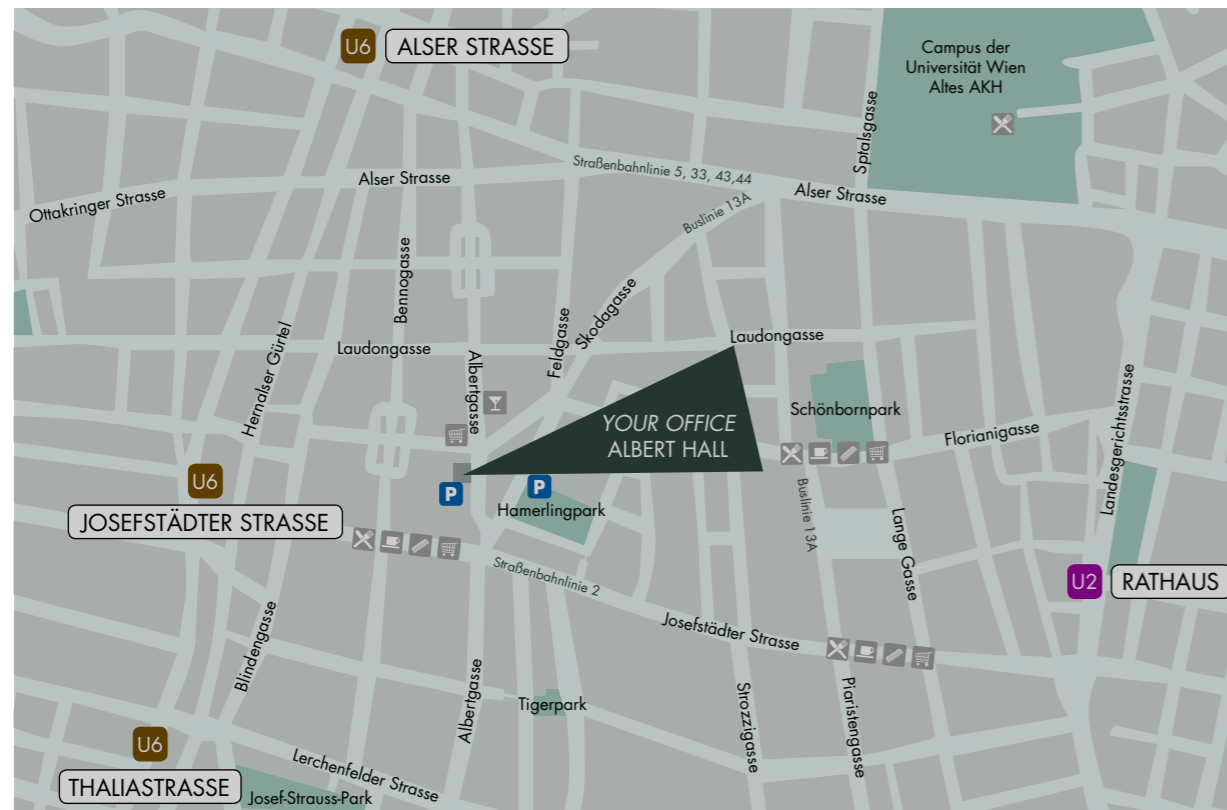 U6 ALSER STRASSE
Campus der
Universität Wien
Altes AKH
Sptalsgasse
Straßenbahnlinie 5, 33, 43,44
Alser Strasse
Alser Strasse
Ottakringer Strasse
Buslinie 13A
Bennogasse
Skodagasse
Feldgasse
Laudongasse
Laudongasse
Hernalser Gürtel
Albertgasse
Landesgerichtsstrasse
YOUR OFFICE
ALBERT HALL
Schönbornpark
Florianigasse
U6
JOSEFSTÄDTER STRASSE
P
P
Hamerlingpark
Buslinie 13A
Lange Gasse
Straßenbahnlinie 2
U2 RATHAUS
Josefstädter Strasse
Blindengasse
Albertgasse
Tigerpark
Strozzigasse
Piaristengasse
U6
THALIASTRASSE
Lerchenfelder Strasse
Josef-Strauss-Park